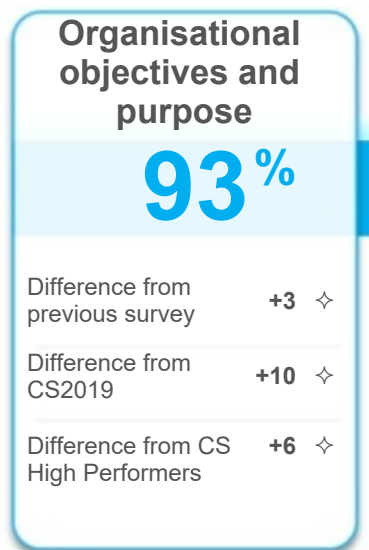 Organisational
objectives and
purpose
93%
Difference from
previous survey +3 ✧
Difference from
CS2019 +10 ✧
Difference from CS +6 ✧
High Performers